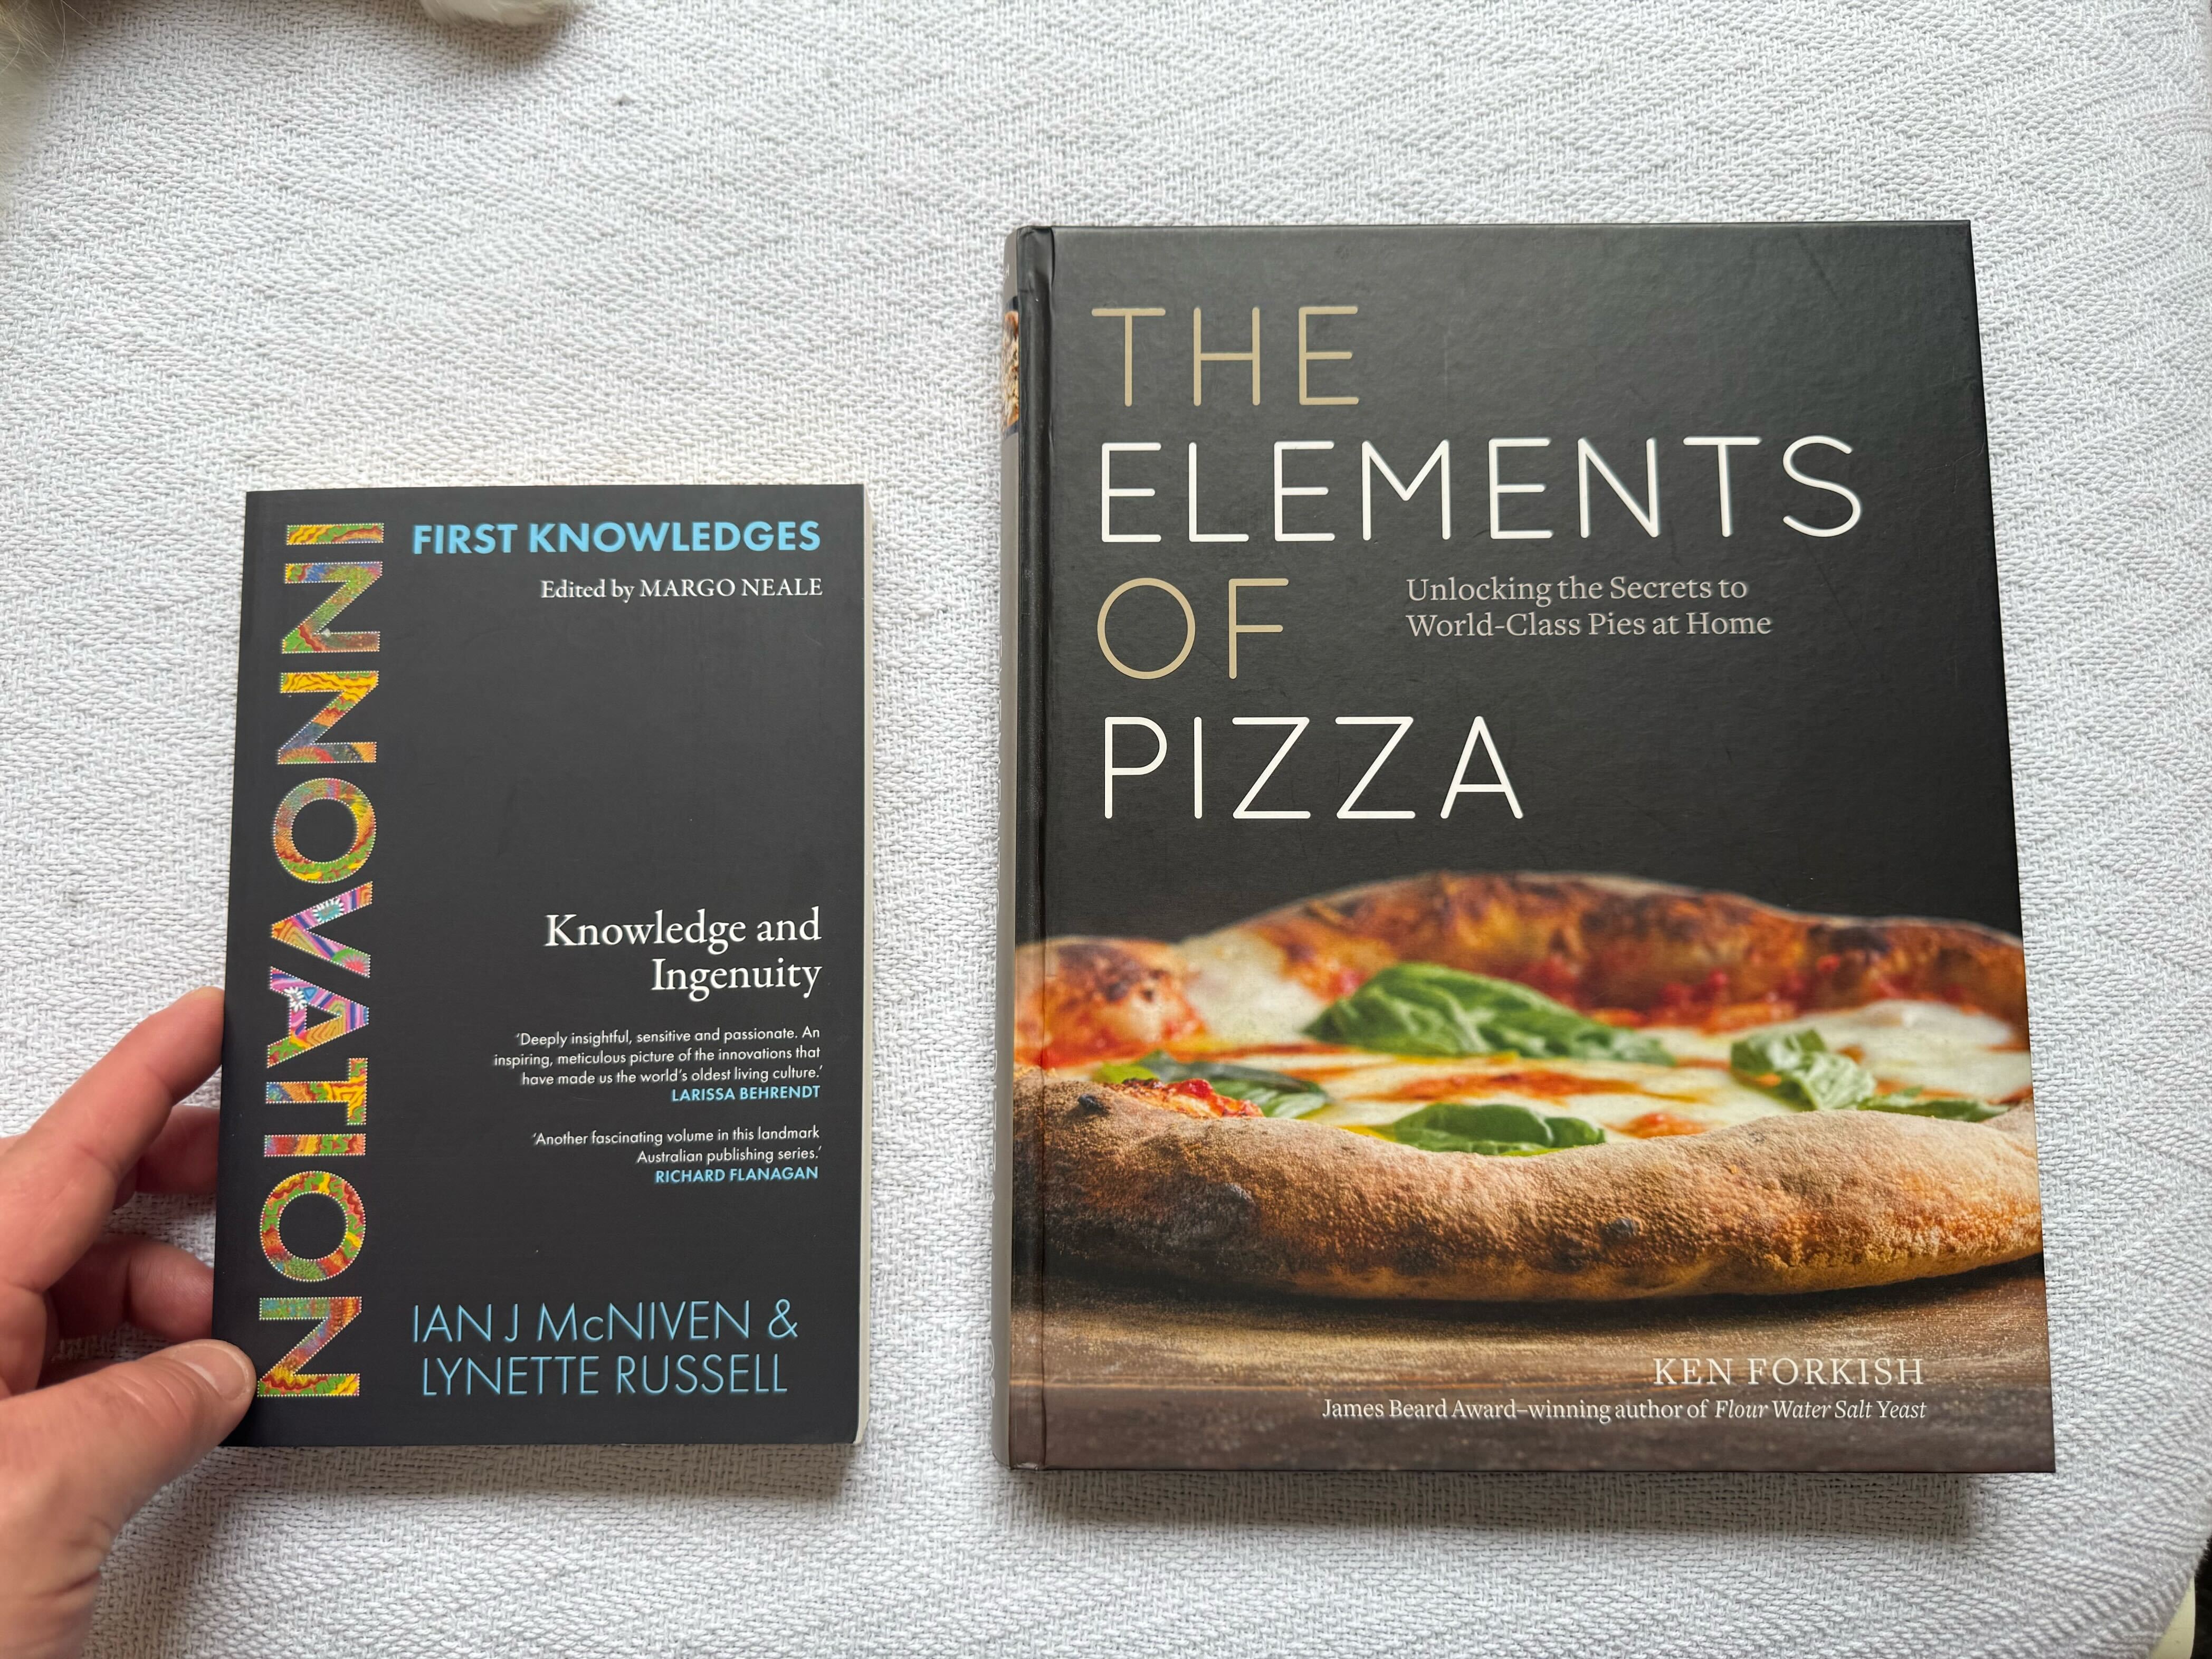 INNOVATION
FIRST KNOWLEDGES
Edited by MARGO NEALE
Knowledge and
Ingenuity
‘Deeply insightful, sensitive and passionate. An
inspiring, meticulous picture of the innovations that
have made us the world’s oldest living culture.’
LARISSA BEHRENDT
‘Another fascinating volume in this landmark
Australian publishing series.’
RICHARD FLANAGAN
IAN J McNIVEN &
LYNETTE RUSSELL
THE
ELEMENTS
OF
Unlocking the Secrets to
World-Class Pies at Home
PIZZA
KEN FORKISH
James Beard Award–winning author of Flour Water Salt Yeast